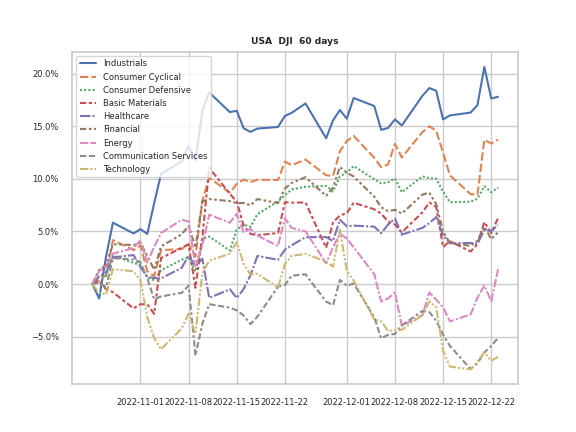 USA DJI 60 days
20.0%
15.0%
10.0%
5.0%
0.0%
−5.0%
Industrials
Consumer Cyclical
Consumer Defensive
Basic Materials
Healthcare
Financial
Energy
Communication Services
Technology
2022-11-01
2022-11-08
2022-11-15
2022-11-22
2022-12-01
2022-12-08
2022-12-15
2022-12-22